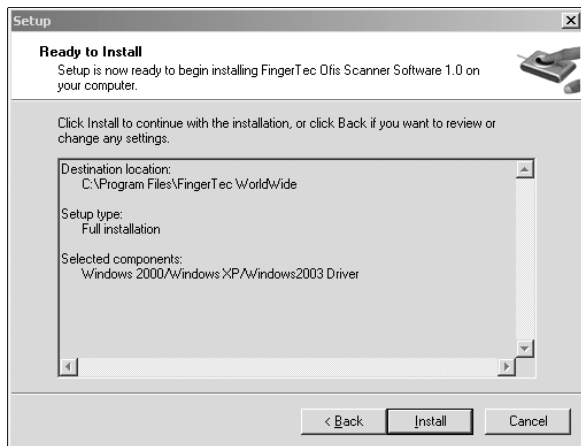 Setup
Ready to Install
Setup is now ready to begin installing FingerTec Ofis Scanner Software 1.0 on
your computer.
Click Install to continue with the installation, or click Back if you want to review or
change any settings.
Destination location:
C:\Program Files\FingerTec WorldWide
Setup type:
Full installation
Selected components:
Windows 2000/Windows XP/Windows2003 Driver
< Back
Install
Cancel